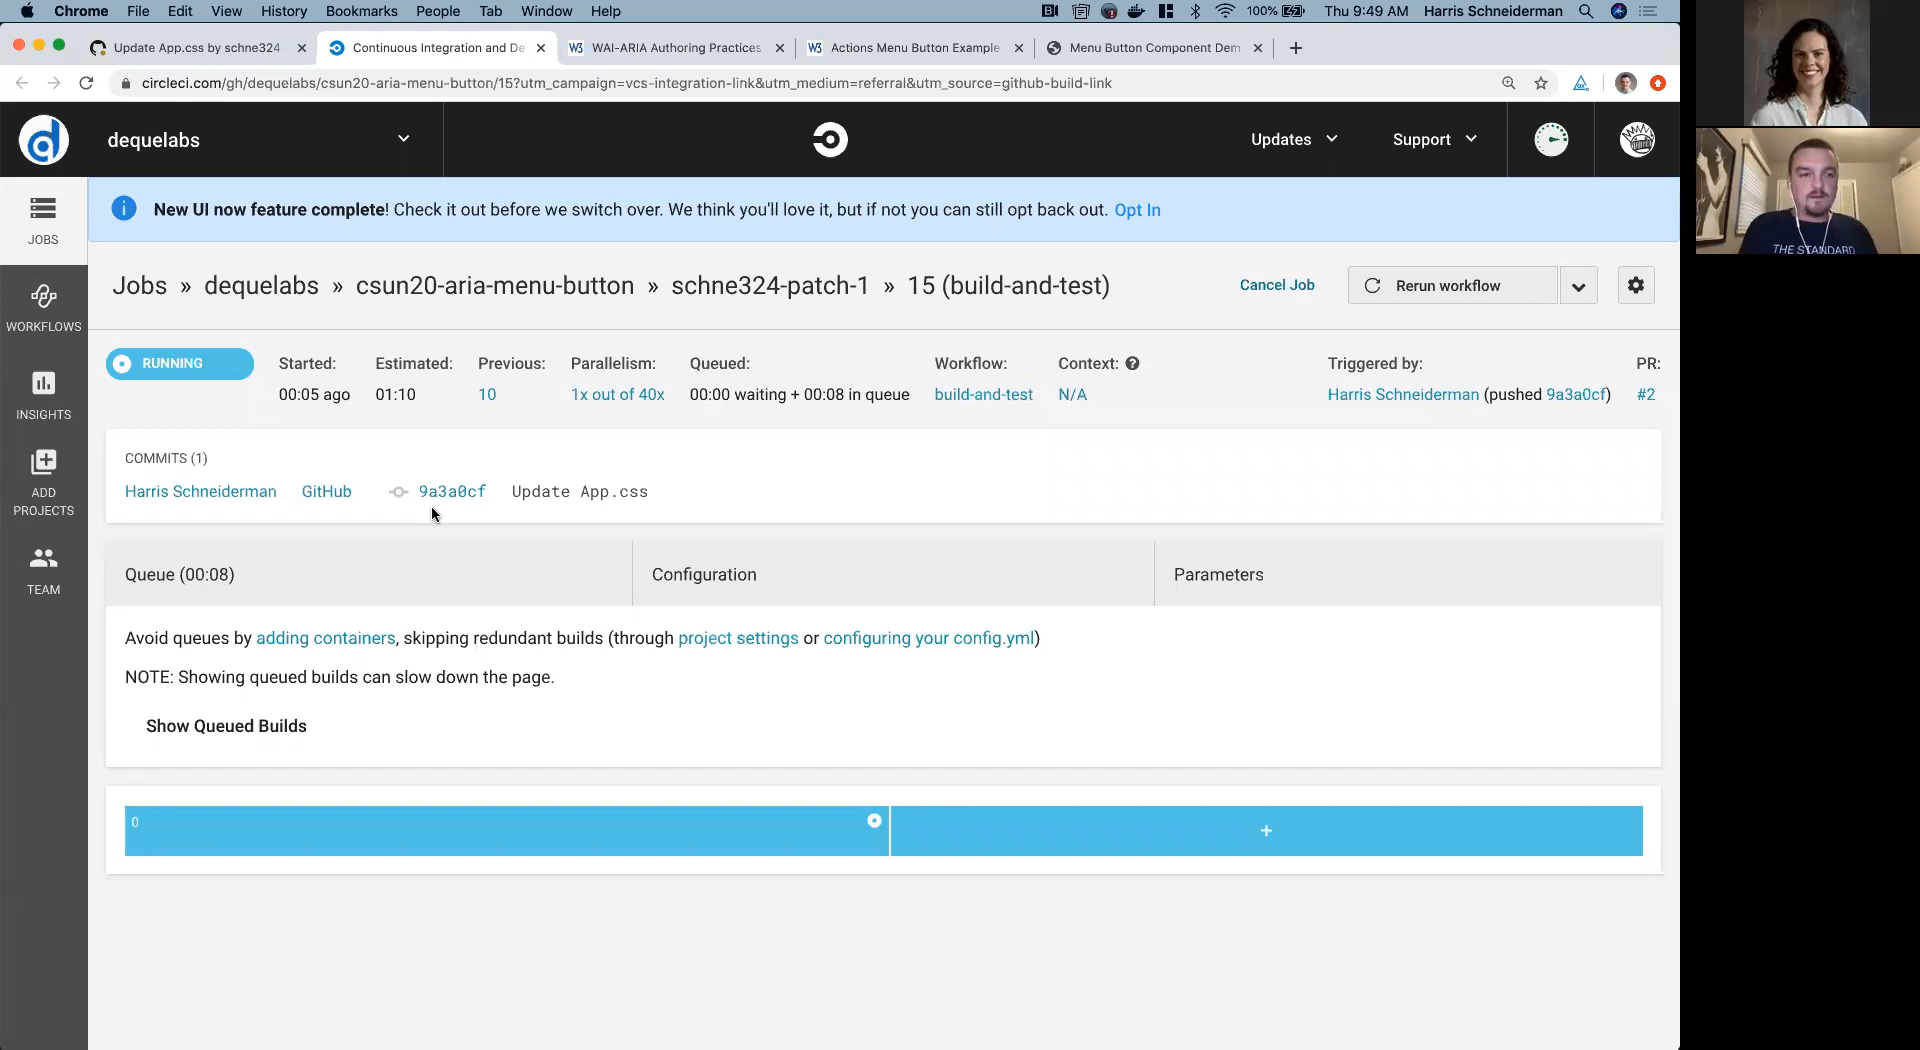 Chrome File Edit View History Bookmarks People Tab Window Help 100% Thu 9:49 AM Harris Schneiderman
Update App.css by schne324 Continuous Integration and De WAI-ARIA Authoring Practices Actions Menu Button Example Menu Button Component Dem
circleci.com/gh/dequelabs/csun20-aria-menu-button/15?utm_campaign=vcs-integration-link&utm_medium=referral&utm_source=github-build-link
dequelabs Updates Support
JOBS
WORKFLOWS
INSIGHTS
ADD
PROJECTS
TEAM
New UI now feature complete! Check it out before we switch over. We think you'll love it, but if not you can still opt back out. Opt In
Jobs » dequelabs » csun20-aria-menu-button » schne324-patch-1 » 15 (build-and-test) Cancel Job Rerun workflow
RUNNING Started: Estimated: Previous: Parallelism: Queued: Workflow: Context: Triggered by: PR:
00:05 ago 01:10 10 1x out of 40x 00:00 waiting + 00:08 in queue build-and-test N/A Harris Schneiderman (pushed 9a3a0cf) #2
COMMITS (1)
Harris Schneiderman GitHub 9a3a0cf Update App.css
Queue (00:08) Configuration Parameters
Avoid queues by adding containers, skipping redundant builds (through project settings or configuring your config.yml)
NOTE: Showing queued builds can slow down the page.
Show Queued Builds
0 +
THE STANDARD